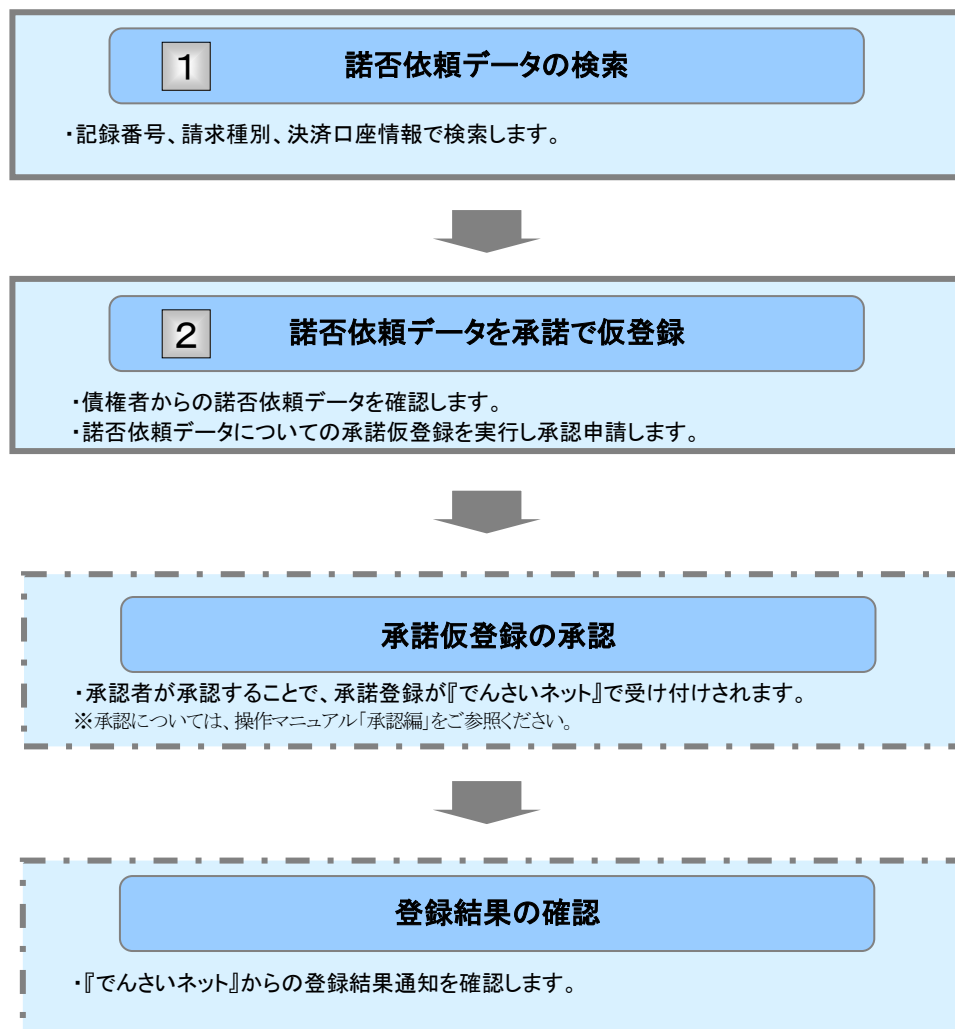 1 諾否依頼データの検索
・記録番号、請求種別、決済口座情報で検索します。
2 諾否依頼データを承諾で仮登録
・債権者からの諾否依頼データを確認します。
・諾否依頼データについての承諾仮登録を実行し承認申請します。
承諾仮登録の承認
・承認者が承認することで、承諾登録が『でんさいネット』で受け付けされます。
※承認については、操作マニュアル「承認編」をご参照ください。
登録結果の確認
・『でんさいネット』からの登録結果通知を確認します。